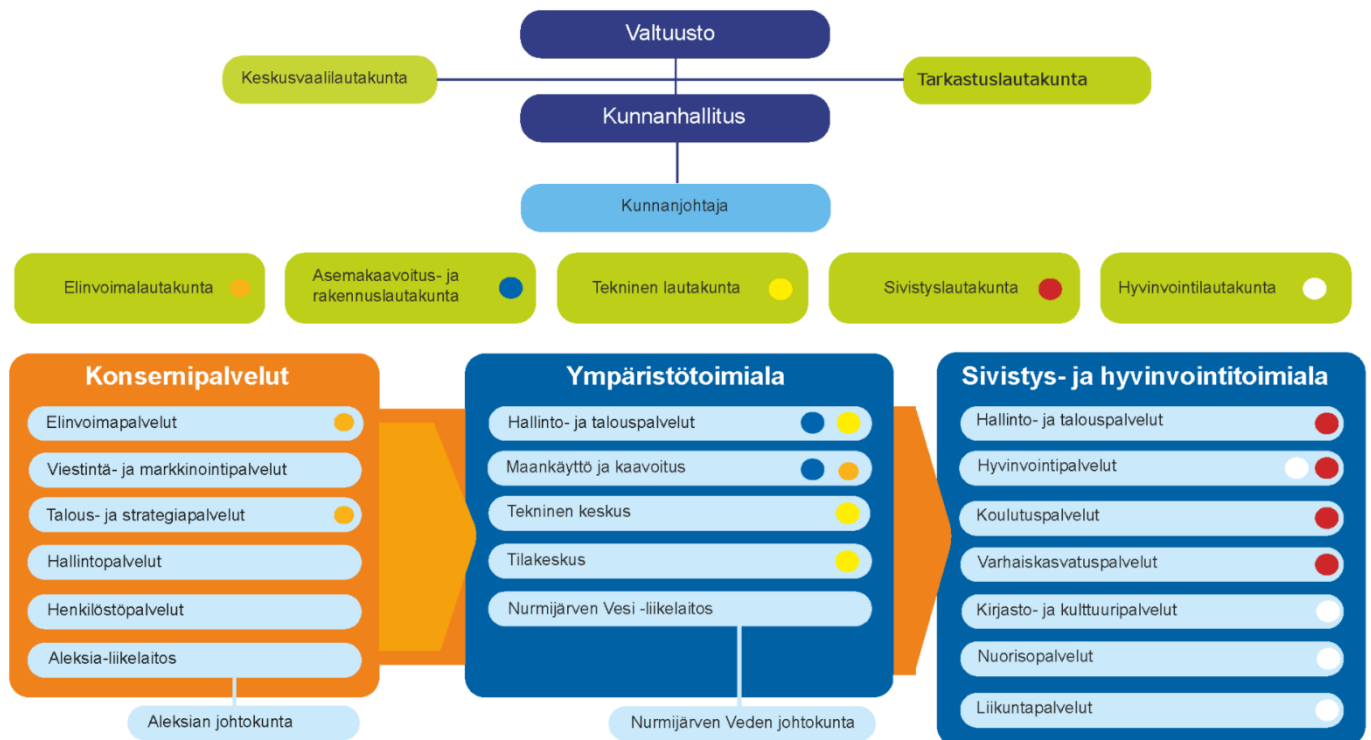 Valtuusto
Keskusvaalilautakunta
Tarkastuslautakunta
Kunnanhallitus
Kunnanjohtaja
Elinvoimalautakunta
Asemakaavoitus- ja
rakennuslautakunta
Tekninen lautakunta
Sivistyslautakunta
Hyvinvointilautakunta
Konsernipalvelut
Elinvoimapalvelut
Viestintä- ja markkinointipalvelut
Talous- ja strategiapalvelut
Hallintopalvelut
Henkilöstöpalvelut
Aleksia-liikelaitos
Aleksian johtokunta
Ympäristötoimiala
Hallinto- ja talouspalvelut
Maankäyttö ja kaavoitus
Tekninen keskus
Tilakeskus
Nurmijärven Vesi -liikelaitos
Nurmijärven Veden johtokunta
Sivistys- ja hyvinvointitoimiala
Hallinto- ja talouspalvelut
Hyvinvointipalvelut
Koulutuspalvelut
Varhaiskasvatuspalvelut
Kirjasto- ja kulttuuripalvelut
Nuorisopalvelut
Liikuntapalvelut